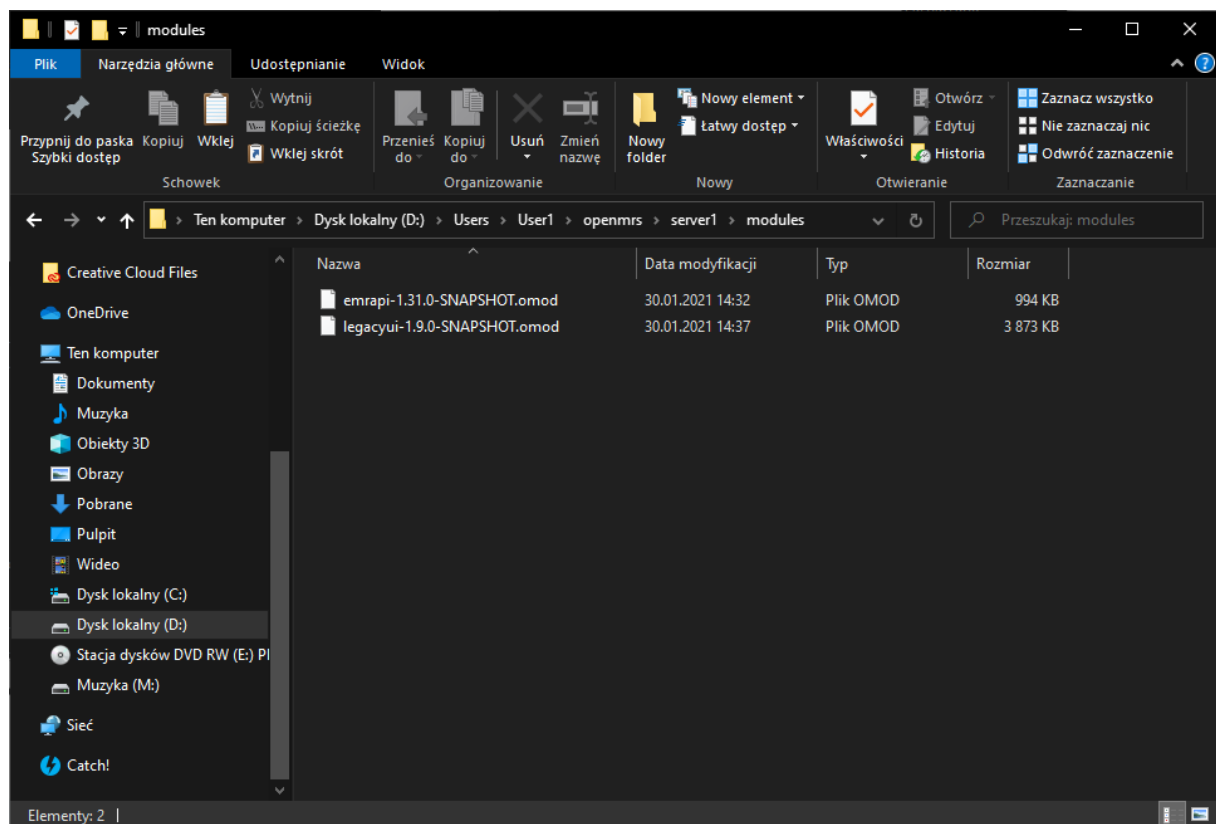 modules
Plik Narzędzia główne Udostępnianie Widok
Przypnij do paska
Szybki dostęp
Kopiuj
Wklej
Wytnij
Kopiuj ścieżkę
Wklej skrót
Schowek
Przenieś
do
Kopiuj
do
Usuń
Zmień
nazwę
Organizowanie
Nowy
folder
Nowy element
Łatwy dostęp
Nowy
Właściwości
Otwórz
Edytuj
Historia
Otwieranie
Zaznacz wszystko
Nie zaznaczaj nic
Odwróć zaznaczenie
Zaznaczanie
Ten komputer > Dysk lokalny (D:) > Users > User1 > openmrs > server1 > modules
Przeszukaj: modules
Creative Cloud Files
OneDrive
Ten komputer
Dokumenty
Muzyka
Obiekty 3D
Obrazy
Pobrane
Pulpit
Wideo
Dysk lokalny (C:)
Dysk lokalny (D:)
Stacja dysków DVD RW (E:) Pl
Muzyka (M:)
Sieć
Catch!
Nazwa Data modyfikacji Typ Rozmiar
emrapi-1.31.0-SNAPSHOT.omod 30.01.2021 14:32 Plik OMOD 994 KB
legacyui-1.9.0-SNAPSHOT.omod 30.01.2021 14:37 Plik OMOD 3 873 KB
Elementy: 2